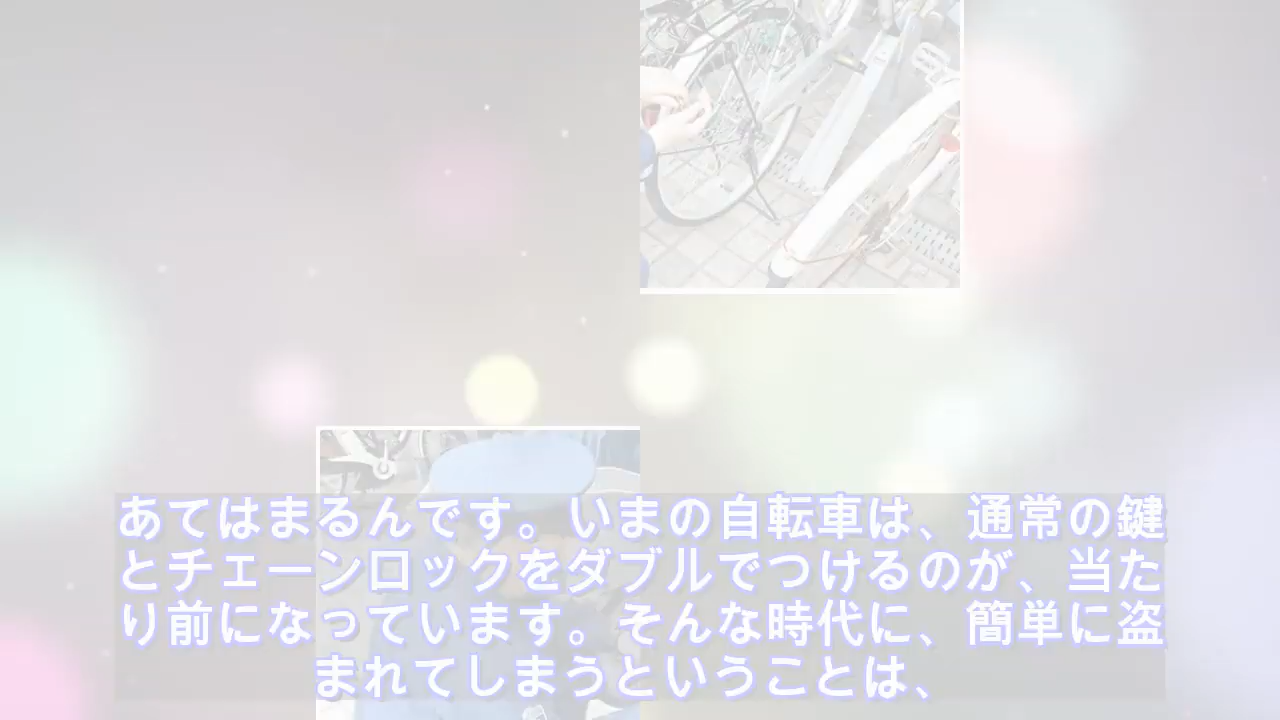 あてはまるんです。いまの自転車は、通常の鍵
とチェーンロックをダブルでつけるのが、当た
り前になっています。そんな時代に、簡単に盗
まれてしまうということは、